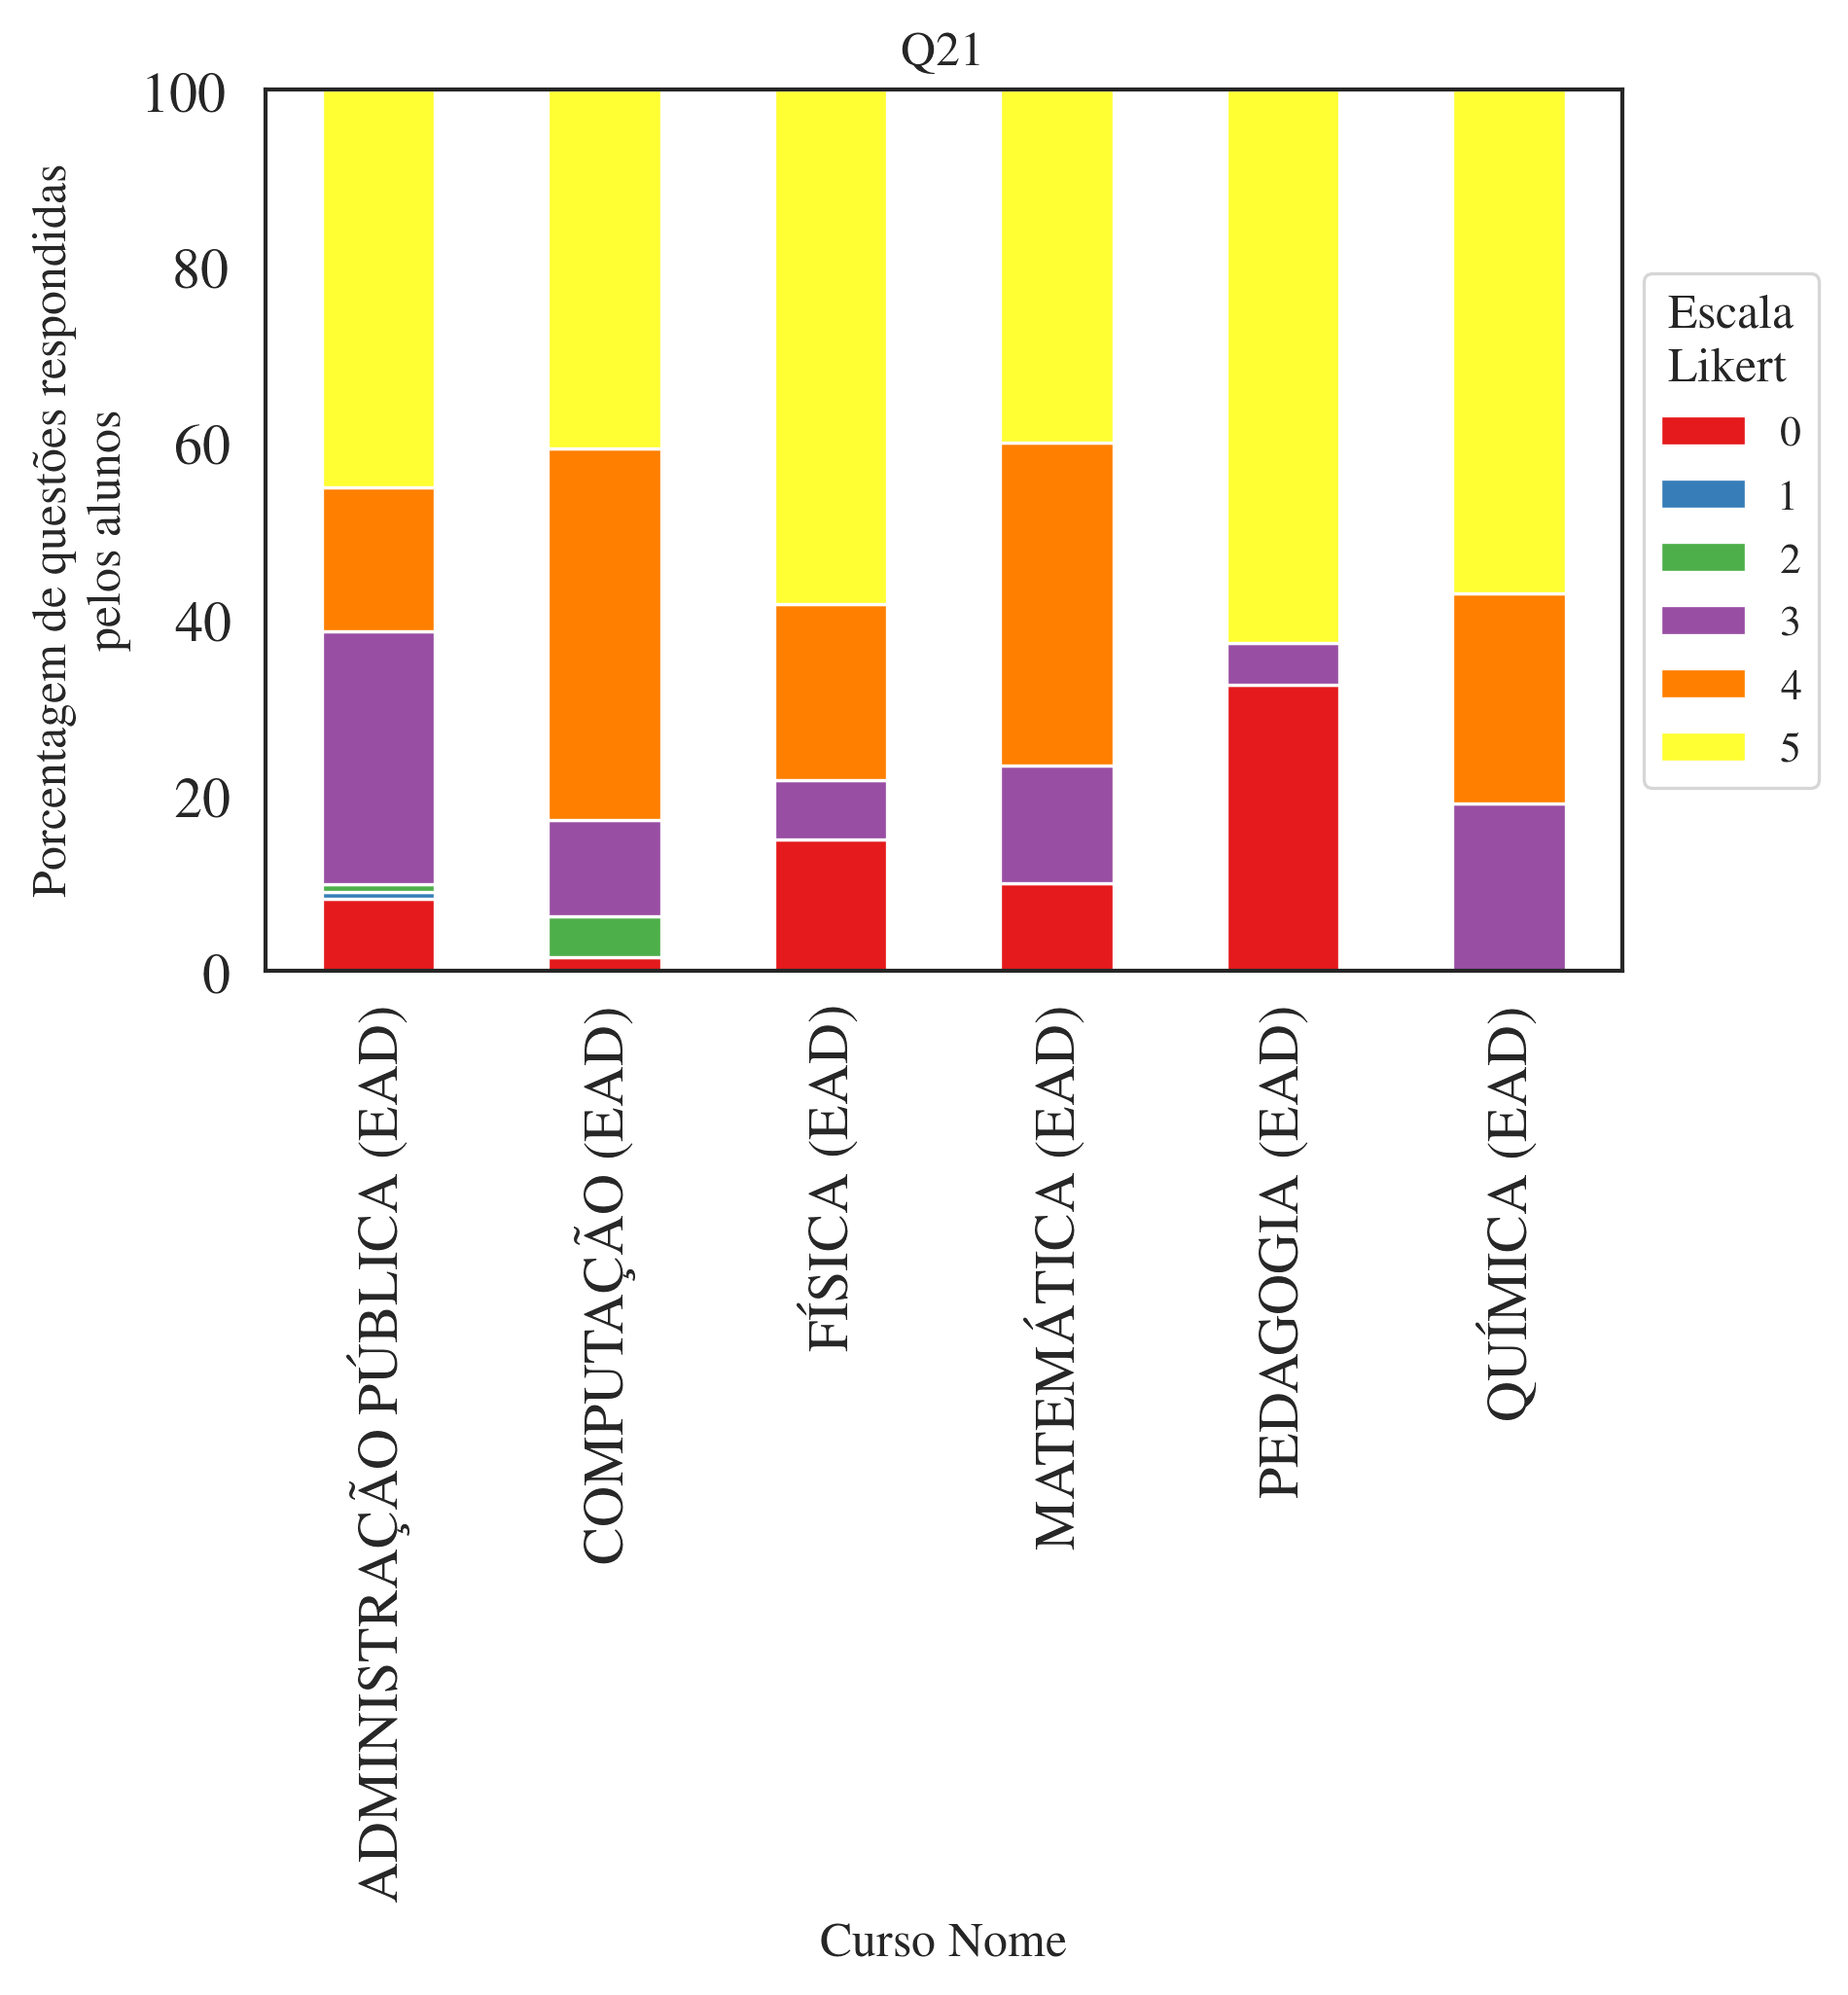 Q21
Porcentagem de questões respondidas
pelos alunos
100
80
60
40
20
0
Escala
Likert
0
1
2
3
4
5
ADMINISTRAÇÃO PÚBLICA (EAD)
COMPUTAÇÃO (EAD)
FÍSICA (EAD)
MATEMÁTICA (EAD)
PEDAGOGIA (EAD)
QUÍMICA (EAD)
Curso Nome